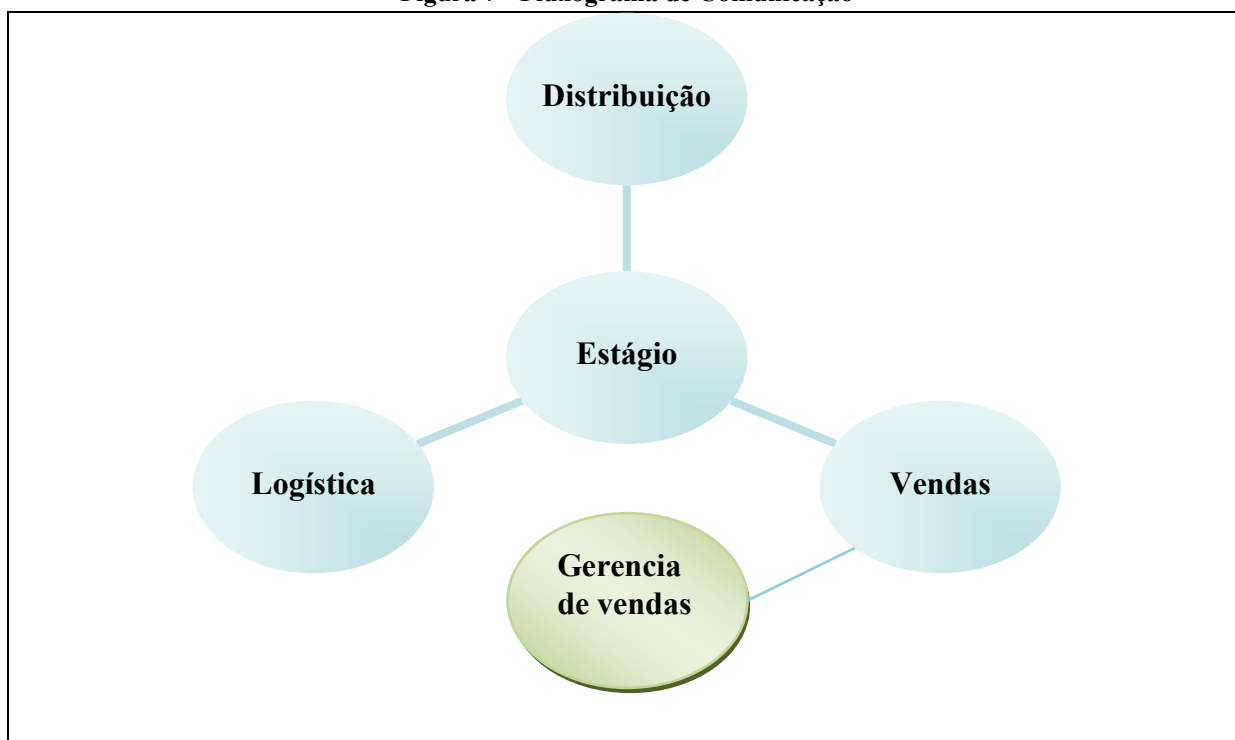 Distribuição
Estágio
Logística
Vendas
Gerencia
de vendas